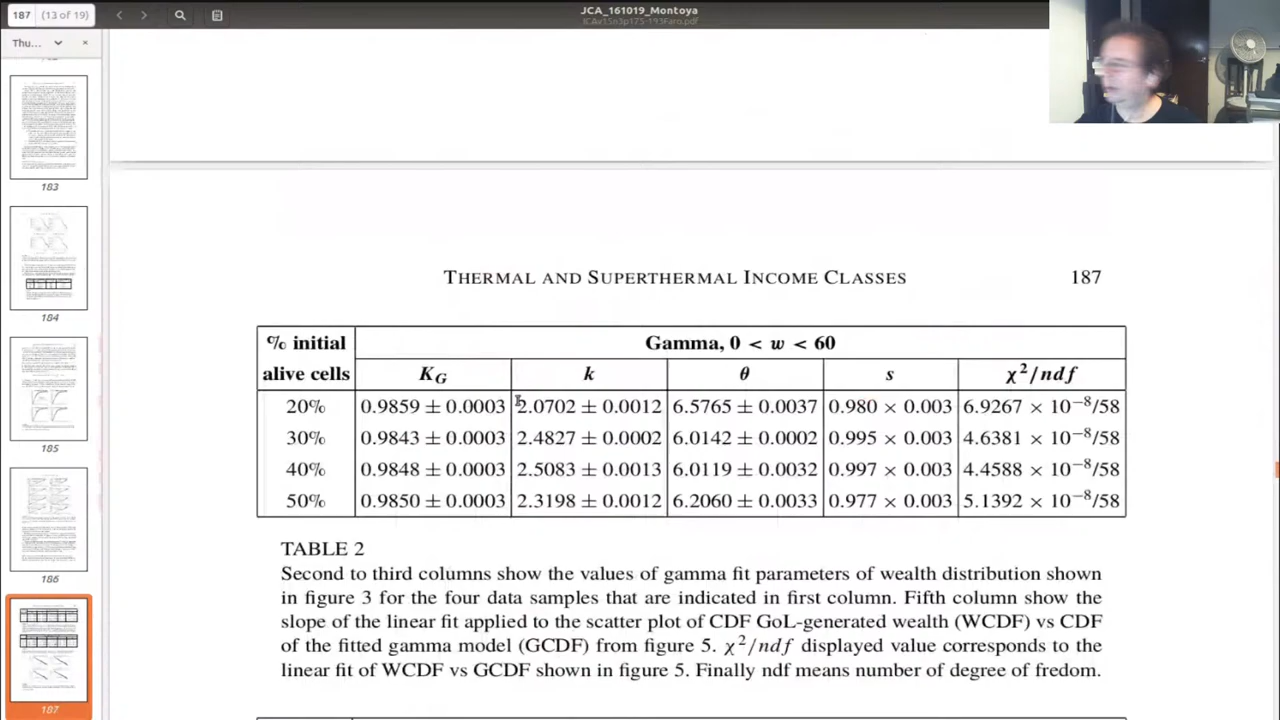 187 (13 of 19)
JCA_161019_Montoya
JCAv15n3p175-193Faro.pdf
Thu...
183
184
185
186
187
THERMAL AND SUPERTHERMAL INCOME CLASSES 187
% initial alive cells Gamma, 0 < w < 60
K_G k θ s χ²/ndf
20% 0.9859 ± 0.0003 2.0702 ± 0.0012 6.5765 ± 0.0037 0.980 × 0.003 6.9267 × 10⁻⁸/58
30% 0.9843 ± 0.0003 2.4827 ± 0.0002 6.0142 ± 0.0002 0.995 × 0.003 4.6381 × 10⁻⁸/58
40% 0.9848 ± 0.0003 2.5083 ± 0.0013 6.0119 ± 0.0032 0.997 × 0.003 4.4588 × 10⁻⁸/58
50% 0.9850 ± 0.0003 2.3198 ± 0.0012 6.2060 ± 0.0033 0.977 × 0.003 5.1392 × 10⁻⁸/58
TABLE 2
Second to third columns show the values of gamma fit parameters of wealth distribution shown
in figure 3 for the four data samples that are indicated in first column. Fifth column show the
slope of the linear fit applied to the scatter plot of CDF GoL-generated wealth (WCDF) vs CDF
of the fitted gamma model (GCDF) from figure 5. χ²/ndf displayed value corresponds to the
linear fit of WCDF vs GCDF shown in figure 5. Finally ndf means number of degree of fredom.